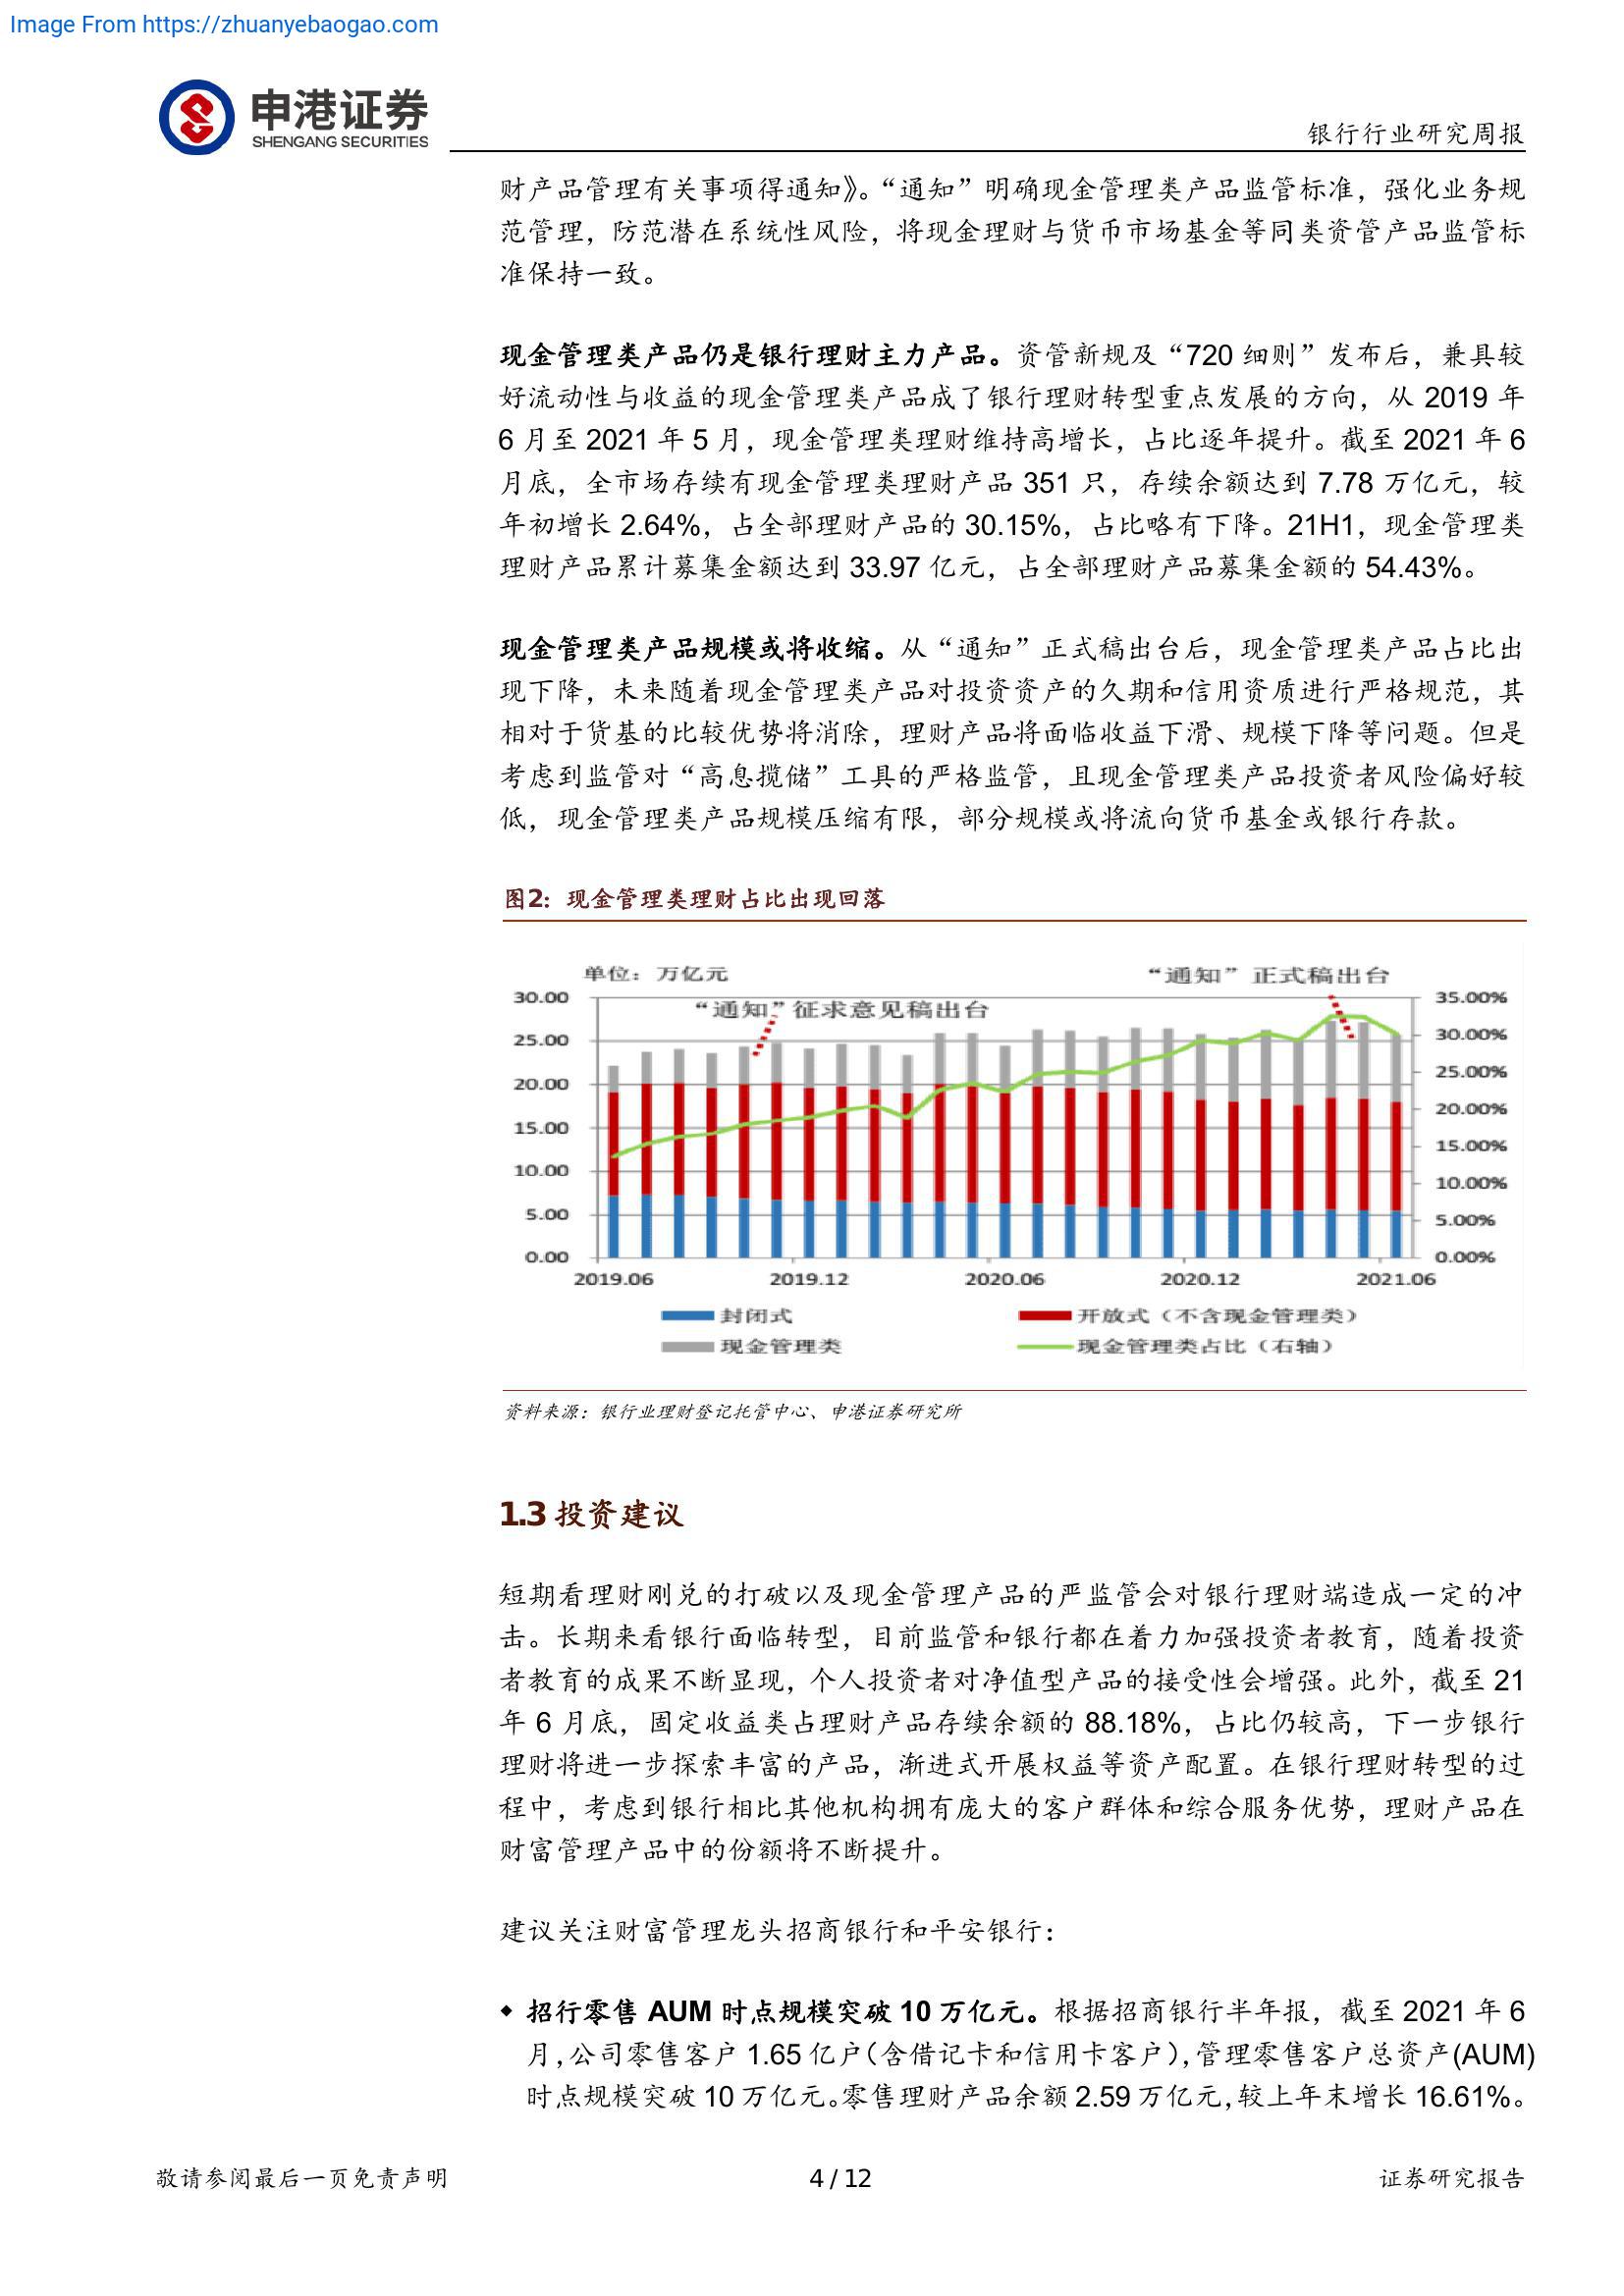 Image From https://zhuanyebaogao.com
申港证券
SHENGANG SECURITIES
银行行业研究周报
财产品管理有关事项得通知》。“通知”明确现金管理类产品监管标准，强化业务规
范管理，防范潜在系统性风险，将现金理财与货币市场基金等同类资管产品监管标
准保持一致。
现金管理类产品仍是银行理财主力产品。资管新规及“720 细则”发布后，兼具较
好流动性与收益的现金管理类产品成了银行理财转型重点发展的方向，从 2019 年
6 月至 2021 年 5 月，现金管理类理财维持高增长，占比逐年提升。截至 2021 年 6
月底，全市场存续有现金管理类理财产品 351 只，存续余额达到 7.78 万亿元，较
年初增长 2.64%，占全部理财产品的 30.15%，占比略有下降。21H1，现金管理类
理财产品累计募集金额达到 33.97 亿元，占全部理财产品募集金额的 54.43%。
现金管理类产品规模或将收缩。从“通知”正式稿出台后，现金管理类产品占比出
现下降，未来随着现金管理类产品对投资资产的久期和信用资质进行严格规范，其
相对于货基的比较优势将消除，理财产品将面临收益下滑、规模下降等问题。但是
考虑到监管对“高息揽储”工具的严格监管，且现金管理类产品投资者风险偏好较
低，现金管理类产品规模压缩有限，部分规模或将流向货币基金或银行存款。
图2：现金管理类理财占比出现回落
单位：万亿元
“通知”正式稿出台
“通知”征求意见稿出台
30.00
25.00
20.00
15.00
10.00
5.00
0.00
35.00%
30.00%
25.00%
20.00%
15.00%
10.00%
5.00%
0.00%
2019.06 2019.12 2020.06 2020.12 2021.06
封闭式 开放式（不含现金管理类）
现金管理类 现金管理类占比（右轴）
资料来源：银行业理财登记托管中心、申港证券研究所
1.3 投资建议
短期看理财刚兑的打破以及现金管理产品的严监管会对银行理财端造成一定的冲
击。长期来看银行面临转型，目前监管和银行都在着力加强投资者教育，随着投资
者教育的成果不断显现，个人投资者对净值型产品的接受性会增强。此外，截至 21
年 6 月底，固定收益类占理财产品存续余额的 88.18%，占比仍较高，下一步银行
理财将进一步探索丰富的产品，渐进式开展权益等资产配置。在银行理财转型的过
程中，考虑到银行相比其他机构拥有庞大的客户群体和综合服务优势，理财产品在
财富管理产品中的份额将不断提升。
建议关注财富管理龙头招商银行和平安银行：
◆ 招行零售 AUM 时点规模突破 10 万亿元。根据招商银行半年报，截至 2021 年 6
月，公司零售客户 1.65 亿户（含借记卡和信用卡客户），管理零售客户总资产(AUM)
时点规模突破 10 万亿元。零售理财产品余额 2.59 万亿元，较上年末增长 16.61%。
敬请参阅最后一页免责声明
4 / 12
证券研究报告